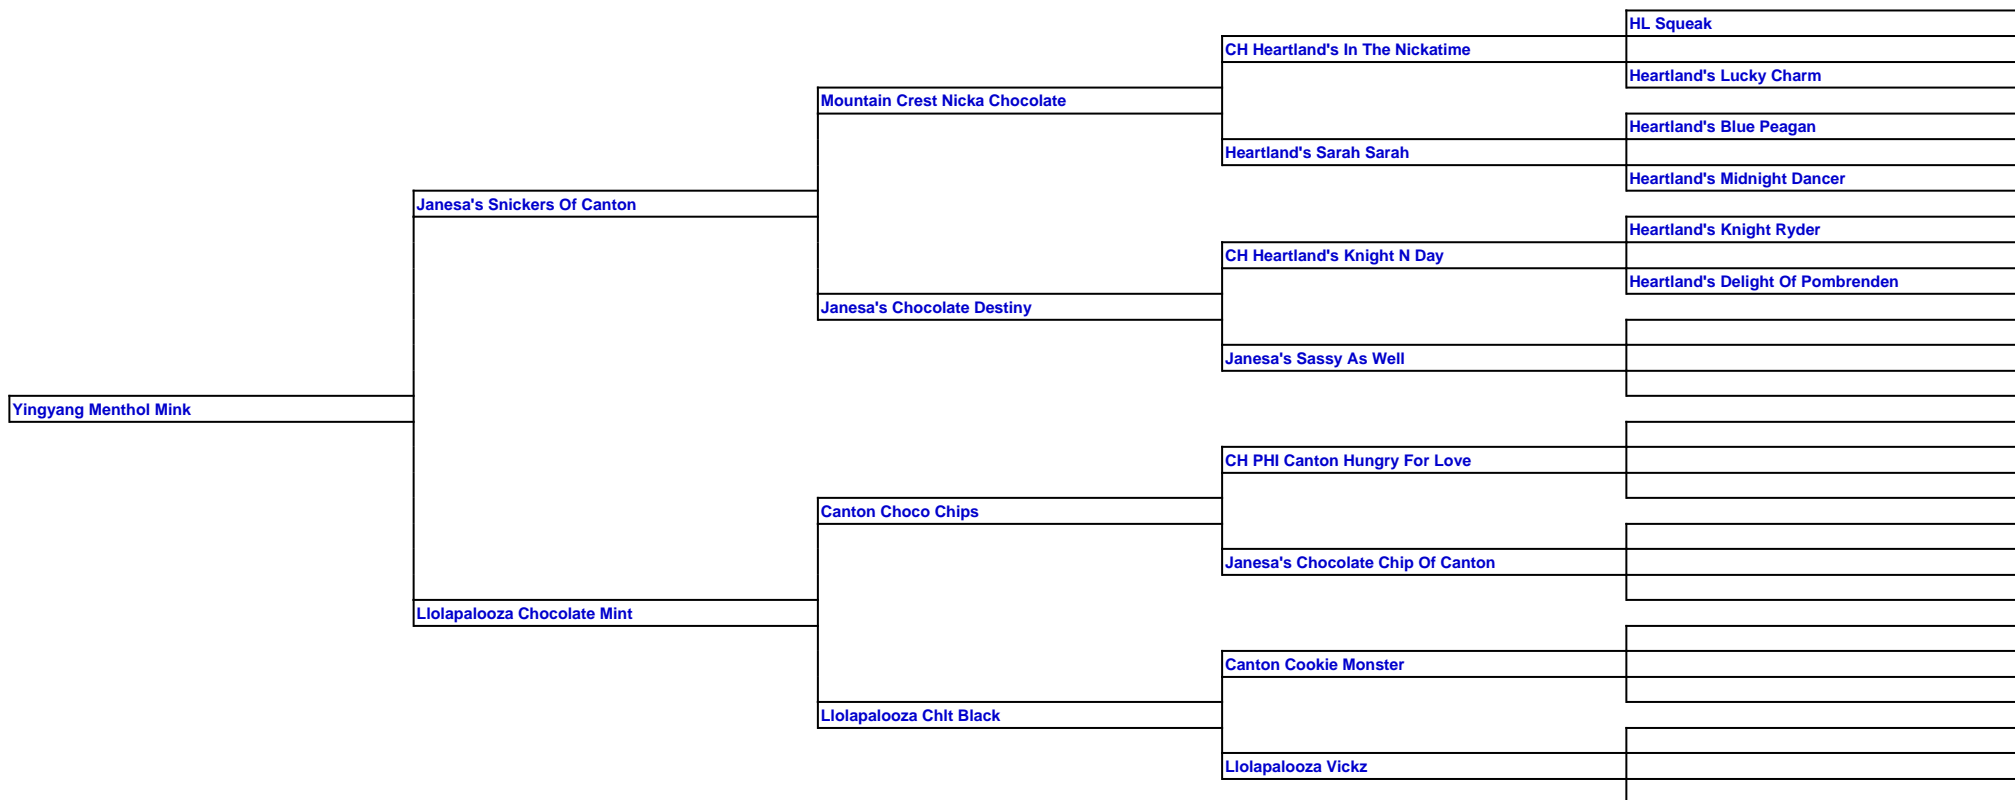 HL Squeak
CH Heartland's In The Nickatime
Heartland's Lucky Charm
Mountain Crest Nicka Chocolate
Heartland's Blue Peagan
Heartland's Sarah Sarah
Heartland's Midnight Dancer
Janesa's Snickers Of Canton
Heartland's Knight Ryder
CH Heartland's Knight N Day
Heartland's Delight Of Pombrenden
Janesa's Chocolate Destiny
Janesa's Sassy As Well
Yingyang Menthol Mink
CH PHI Canton Hungry For Love
Canton Choco Chips
Janesa's Chocolate Chip Of Canton
Llolapalooza Chocolate Mint
Canton Cookie Monster
Llolapalooza Chlt Black
Llolapalooza Vickz